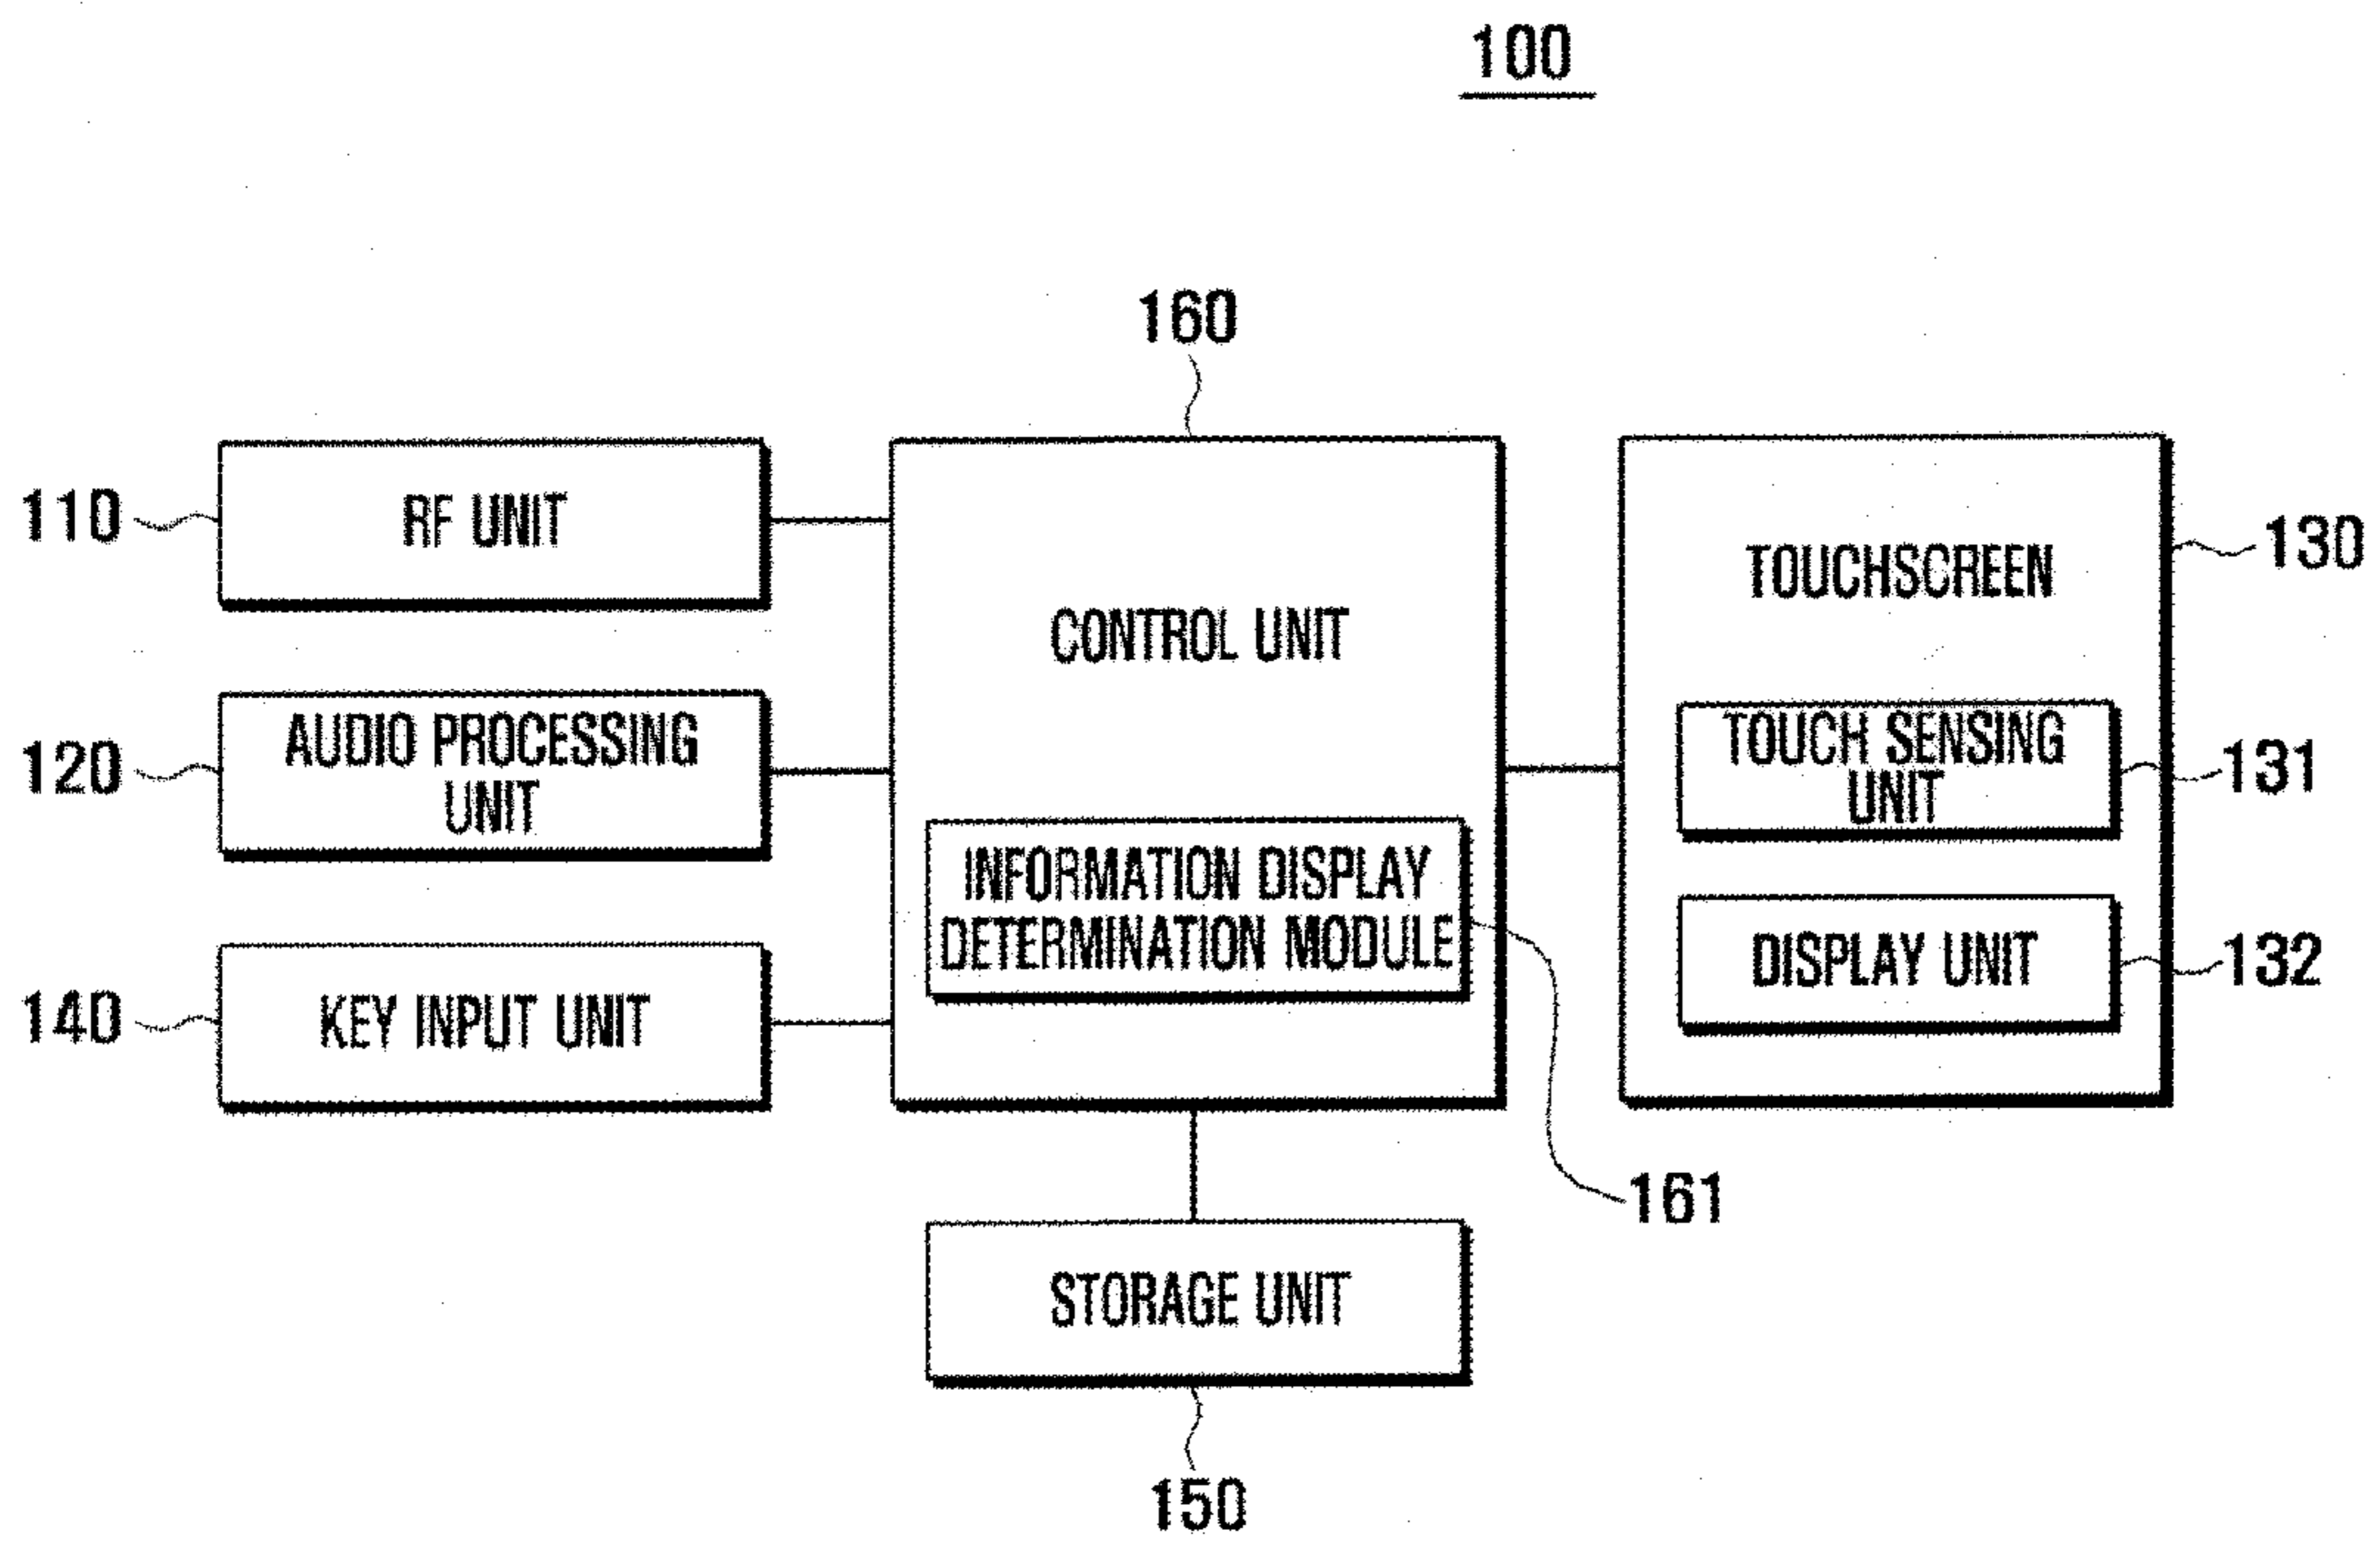 100
160
110
RF UNIT
CONTROL UNIT
TOUCHSCREEN
130
120
AUDIO PROCESSING
UNIT
TOUCH SENSING
UNIT
131
INFORMATION DISPLAY
DETERMINATION MODULE
DISPLAY UNIT
132
140
KEY INPUT UNIT
161
STORAGE UNIT
150